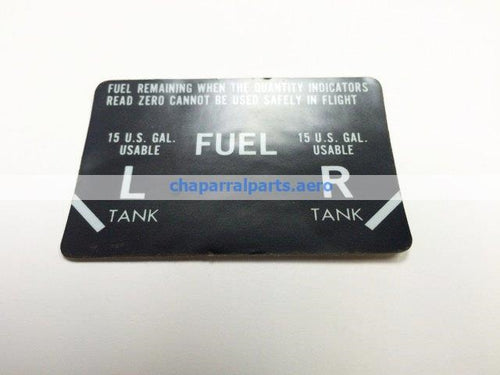 FUEL REMAINING WHEN THE QUANTITY INDICATORS
READ ZERO CANNOT BE USED SAFELY IN FLIGHT
15 U.S. GAL.
USABLE
FUEL
15 U.S. GAL.
USABLE
L
R
chaparralparts.aero
TANK
TANK